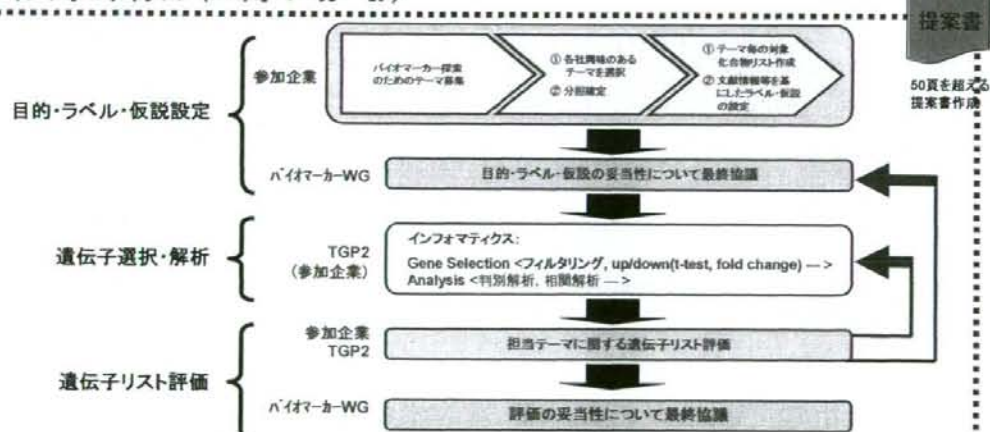 提案書
50頁を超える
提案書作成
目的・ラベル・仮説設定
参加企業
バイオマーカー探索
のためのテーマ募集
① 各社興味のある
テーマを選択
② 分担確定
① テーマ毎の対象
化合物リスト作成
② 文献情報等を基
にしたラベル・仮説
の設定
バイオマーカーWG
目的・ラベル・仮説の妥当性について最終協議
遺伝子選択・解析
TGP2
(参加企業)
インフォマティクス:
Gene Selection <フィルタリング, up/down(t-test, fold change) --- >
Analysis <判別解析, 相関解析 --- >
遺伝子リスト評価
参加企業
TGP2
担当テーマに関する遺伝子リスト評価
バイオマーカーWG
評価の妥当性について最終協議